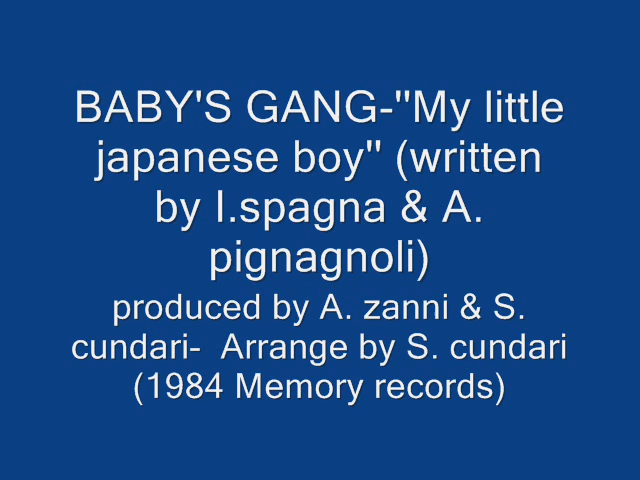 BABY'S GANG-"My little
japanese boy" (written
by I.spagna & A.
pignagnoli)
produced by A. zanni & S.
cundari-  Arrange by S. cundari
(1984 Memory records)